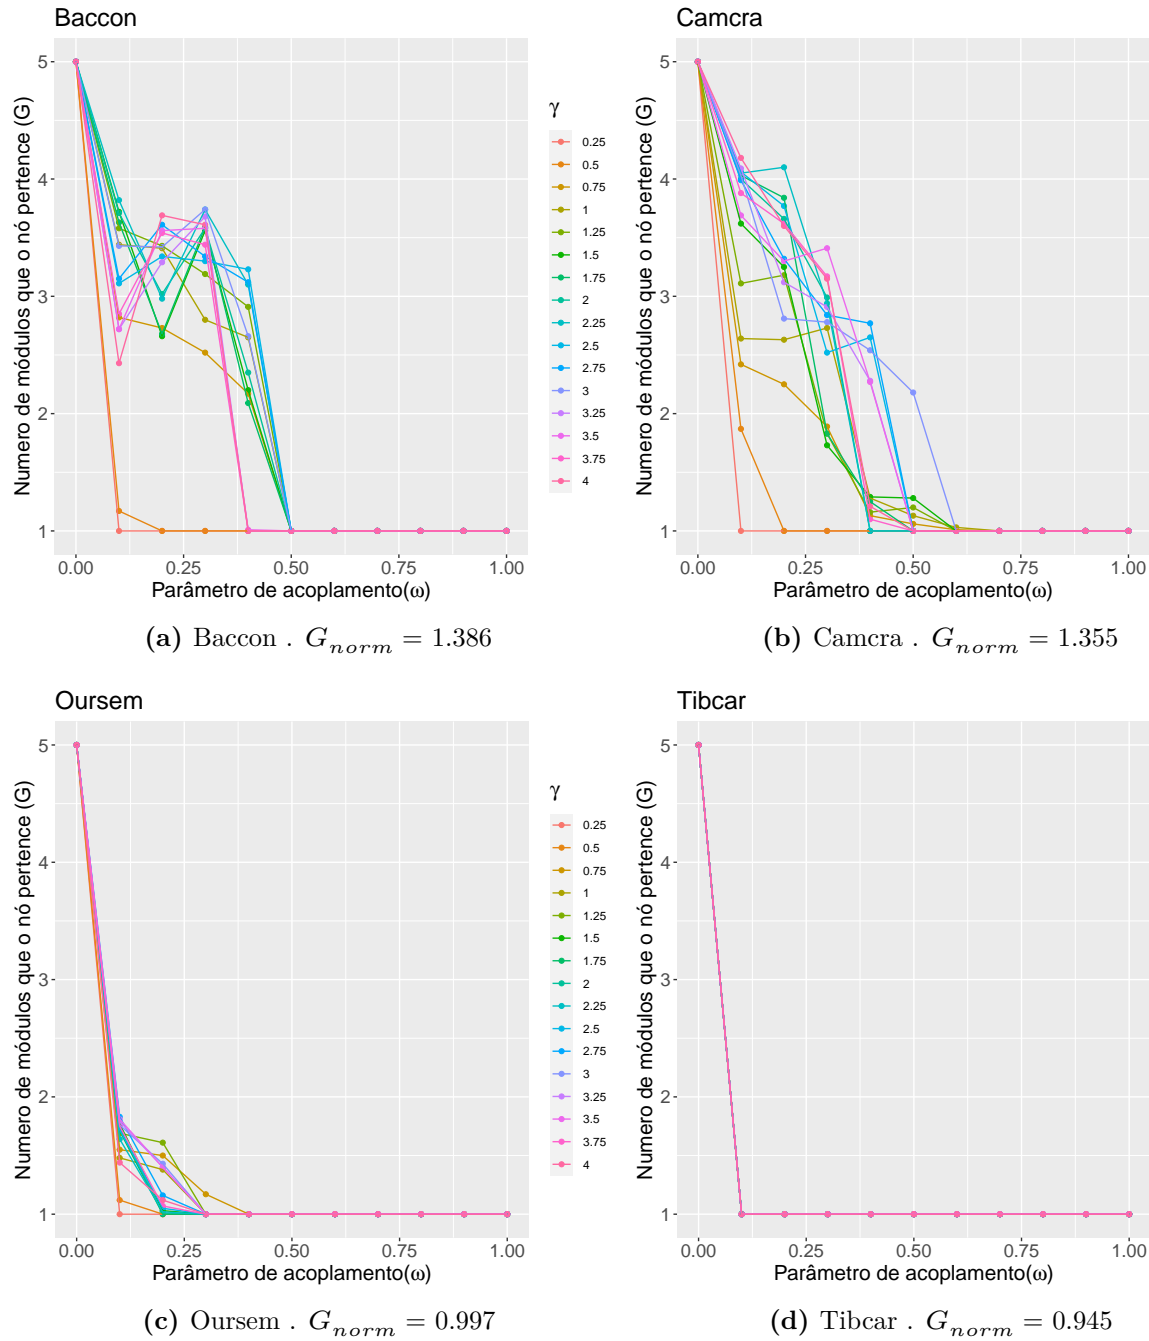 Baccon
Numero de módulos que o nó pertence (G)
5
4
3
2
1
0.00 0.25 0.50 0.75 1.00
Parâmetro de acoplamento(ω)
(a) Baccon . G_norm = 1.386
γ
0.25
0.5
0.75
1
1.25
1.5
1.75
2
2.25
2.5
2.75
3
3.25
3.5
3.75
4
Camcra
Numero de módulos que o nó pertence (G)
5
4
3
2
1
0.00 0.25 0.50 0.75 1.00
Parâmetro de acoplamento(ω)
(b) Camcra . G_norm = 1.355
Oursem
Numero de módulos que o nó pertence (G)
5
4
3
2
1
0.00 0.25 0.50 0.75 1.00
Parâmetro de acoplamento(ω)
(c) Oursem . G_norm = 0.997
γ
0.25
0.5
0.75
1
1.25
1.5
1.75
2
2.25
2.5
2.75
3
3.25
3.5
3.75
4
Tibcar
Numero de módulos que o nó pertence (G)
5
4
3
2
1
0.00 0.25 0.50 0.75 1.00
Parâmetro de acoplamento(ω)
(d) Tibcar . G_norm = 0.945